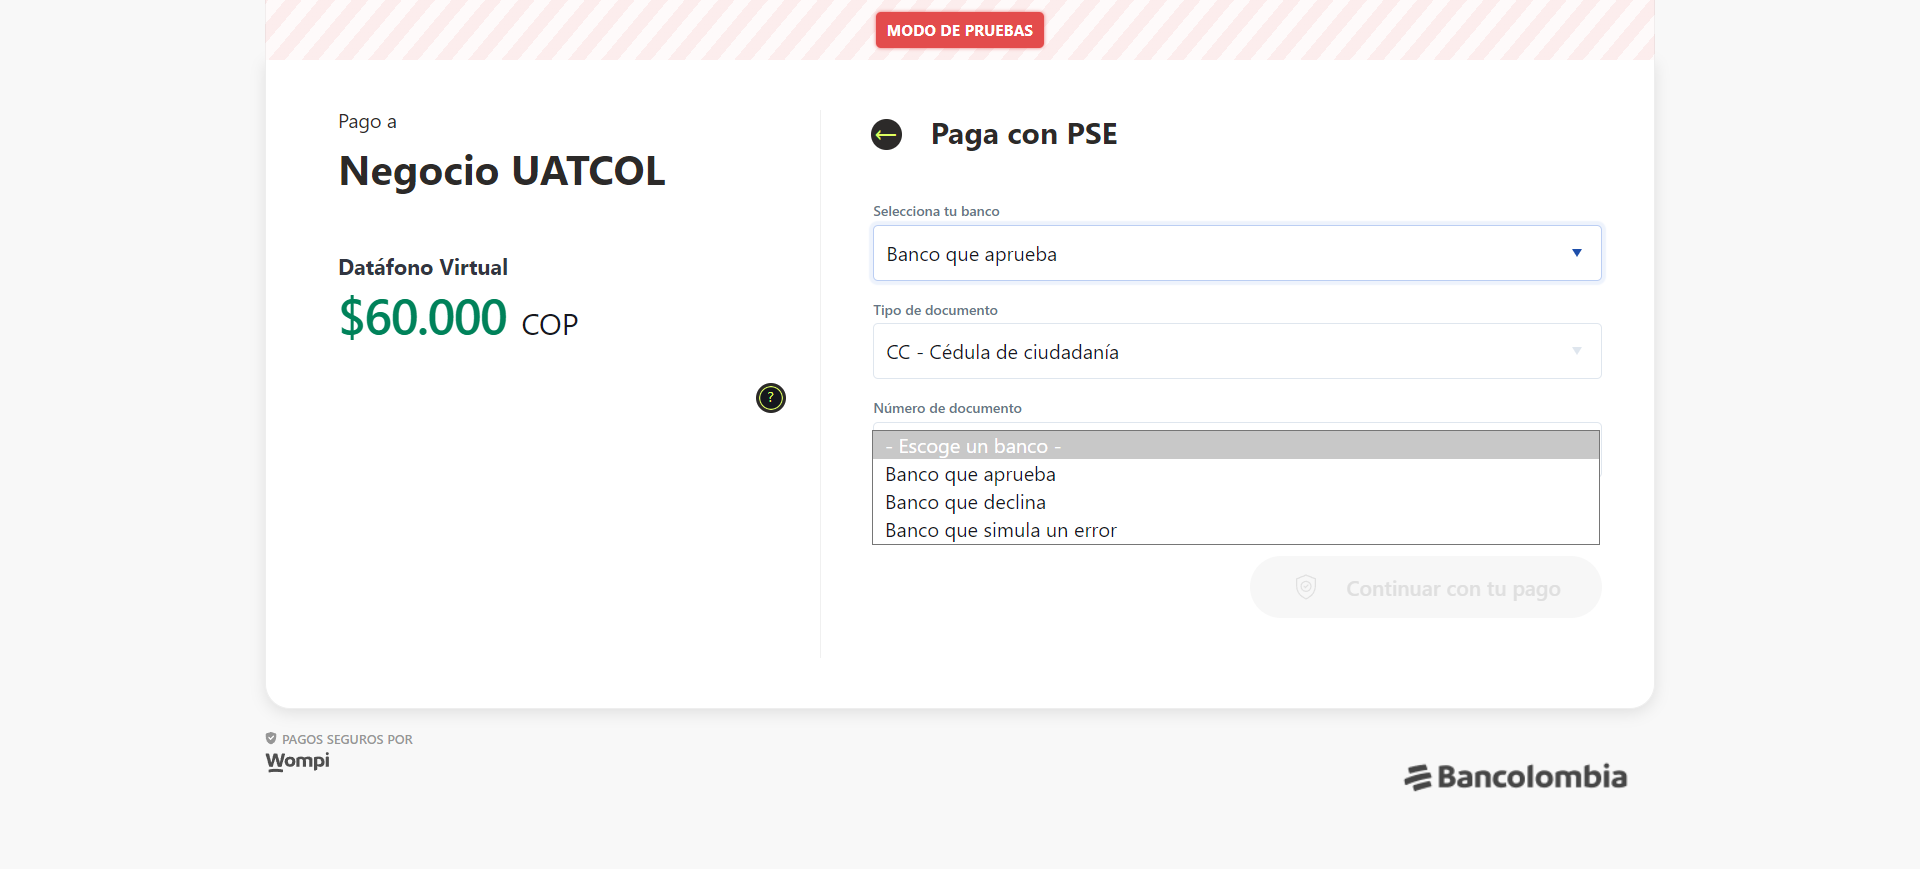 MODO DE PRUEBAS
Pago a
Negocio UATCOL
Datáfono Virtual
$60.000 COP
?
Paga con PSE
Selecciona tu banco
Banco que aprueba
Tipo de documento
CC - Cédula de ciudadanía
Número de documento
- Escoge un banco -
Banco que aprueba
Banco que declina
Banco que simula un error
Continuar con tu pago
PAGOS SEGUROS POR
Wompi
Bancolombia